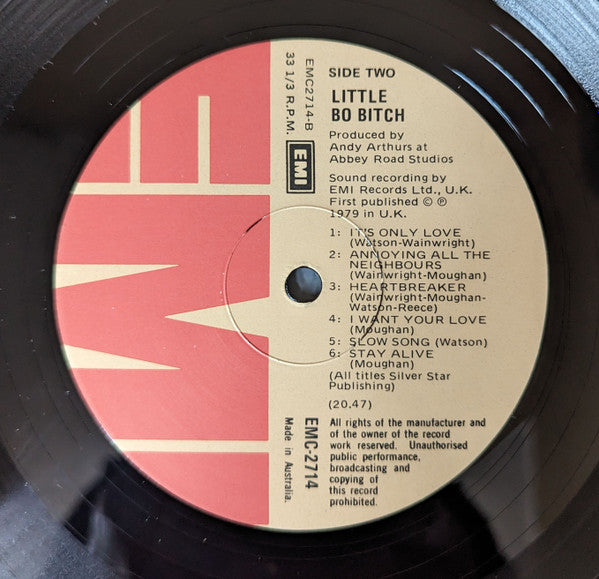 SIDE TWO
LITTLE
BO BITCH
Produced by
Andy Arthurs at
Abbey Road Studios
Sound recording by
EMI Records Ltd., U.K.
First published © ℗
1979 in U.K.
1: IT'S ONLY LOVE
(Watson-Wainwright)
2: ANNOYING ALL THE
NEIGHBOURS
(Wainwright-Moughan)
3: HEARTBREAKER
(Wainwright-Moughan-
Watson-Reece)
4: I WANT YOUR LOVE
(Moughan)
5: SLOW SONG (Watson)
6: STAY ALIVE
(Moughan)
(All titles Silver Star
Publishing)
(20.47)
All rights of the manufacturer and
of the owner of the record
work reserved. Unauthorised
public performance,
broadcasting and
copying of
this record
prohibited.
EMC2714-B
33 1/3 R.P.M.
EMI
EMC-2714
Made in Australia.
EMI